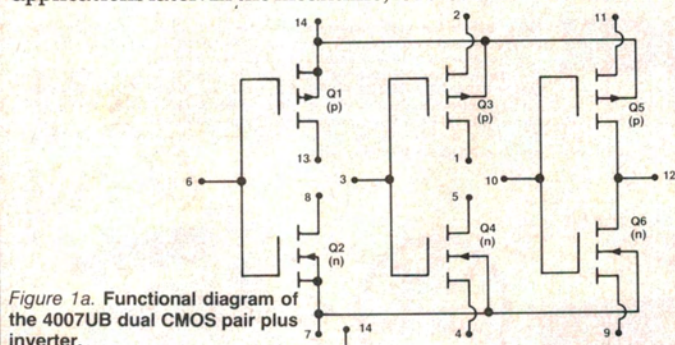 14
2
11
Q1
(p)
Q3
(p)
Q5
(p)
13
1
6
3
10
12
8
5
Q2
(n)
Q4
(n)
Q6
(n)
7
4
9
14
Figure 1a. Functional diagram of
the 4007UB dual CMOS pair plus
inverter.